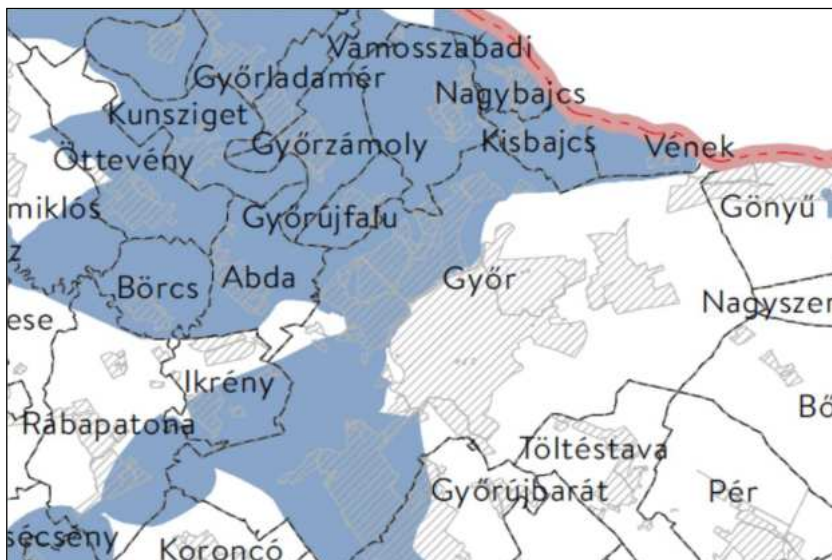 Vámosszabadi
Győrladamér
Nagybajcs
Kunsziget
Győrzámoly
Kisbajcs
Vének
Öttevény
miklós
Győrújfalu
Gönyű
z
Börcs
Abda
Győr
Nagyszer
ese
Ikrény
Bő
Rábapatona
Töltéstava
Győrújbarát
Pér
sécsény
Koroncó